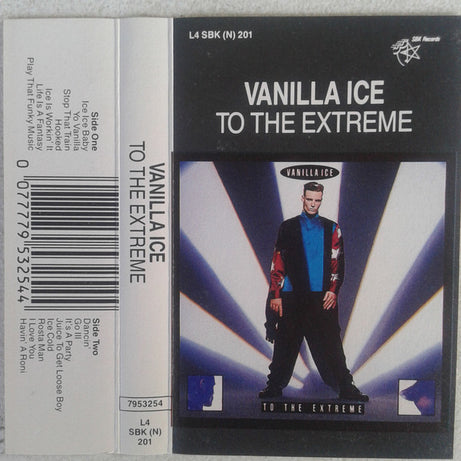 Side One
Ice Ice Baby
Yo Vanilla
Stop That Train
Hooked
Ice Is Workin' It
Life Is A Fantasy
Play That Funky Music
0 077779 532544
Side Two
Dancin'
Go Ill
It's A Party
Juice To Get Loose Boy
Ice Cold
Rosta Man
I Love You
Havin' A Roni
VANILLA ICE
TO THE EXTREME
7953254
L4
SBK (N)
201
L4 SBK (N) 201
SBK Records
VANILLA ICE
TO THE EXTREME
VANILLA ICE
TO THE EXTREME